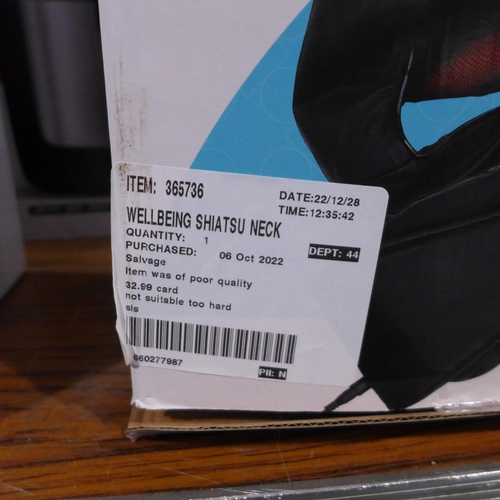 ITEM: 365736
DATE:22/12/28
TIME:12:35:42
WELLBEING SHIATSU NECK
QUANTITY: 1
PURCHASED: 06 Oct 2022
DEPT: 44
Salvage
Item was of poor quality
32.99 card
not suitable too hard
sls
660277987
PII: N